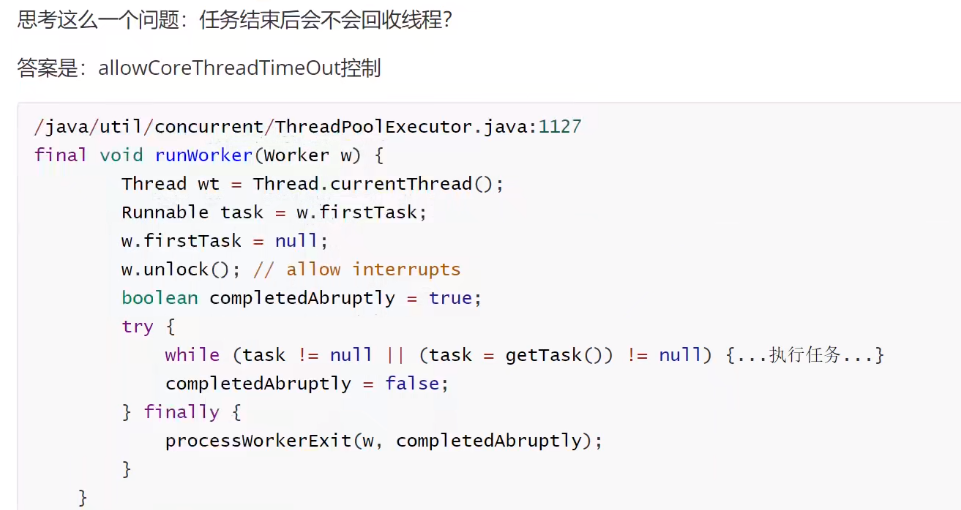 思考这么一个问题：任务结束后会不会回收线程？
答案是：allowCoreThreadTimeOut控制
/java/util/concurrent/ThreadPoolExecutor.java:1127
final void runWorker(Worker w) {
        Thread wt = Thread.currentThread();
        Runnable task = w.firstTask;
        w.firstTask = null;
        w.unlock(); // allow interrupts
        boolean completedAbruptly = true;
        try {
            while (task != null || (task = getTask()) != null) {...执行任务...}
            completedAbruptly = false;
        } finally {
            processWorkerExit(w, completedAbruptly);
        }
    }